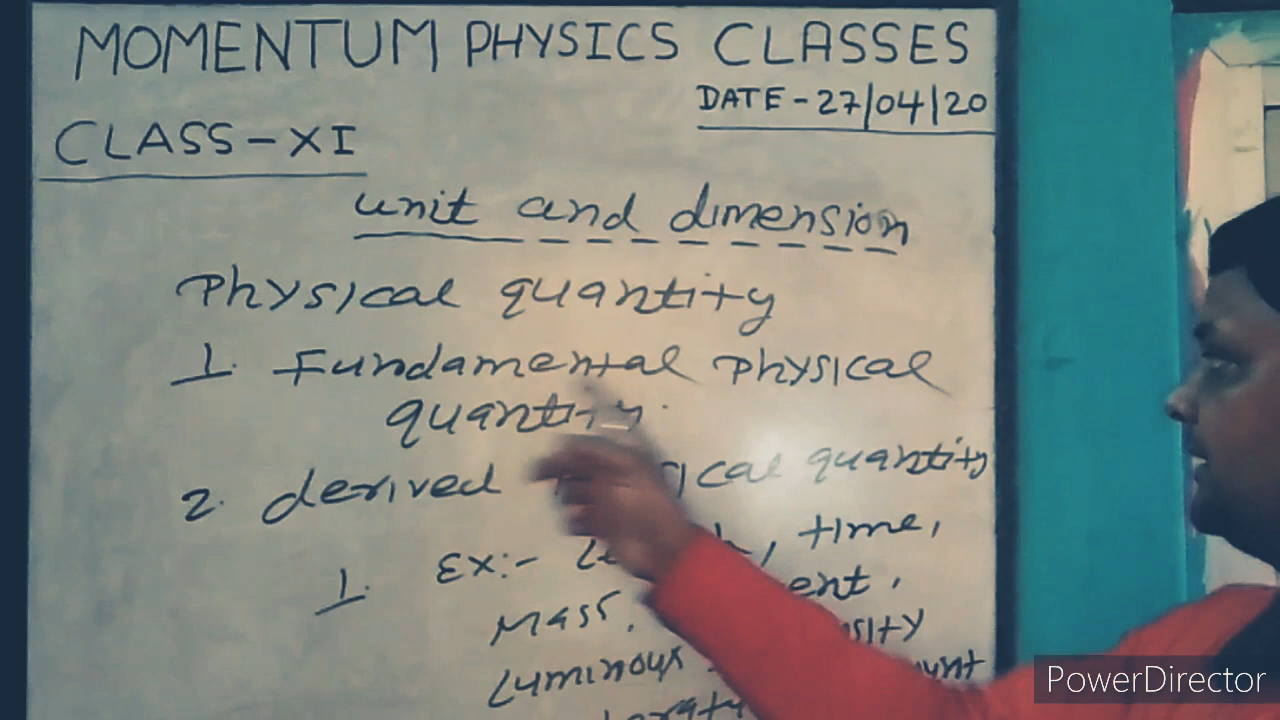 MOMENTUM PHYSICS CLASSES
DATE - 27/04/20
CLASS-XI
unit and dimension
Physical quantity
1. Fundamental Physical
quantity.
2. derived quantity
1. Ex:- time,
Mass,
Luminous
PowerDirector